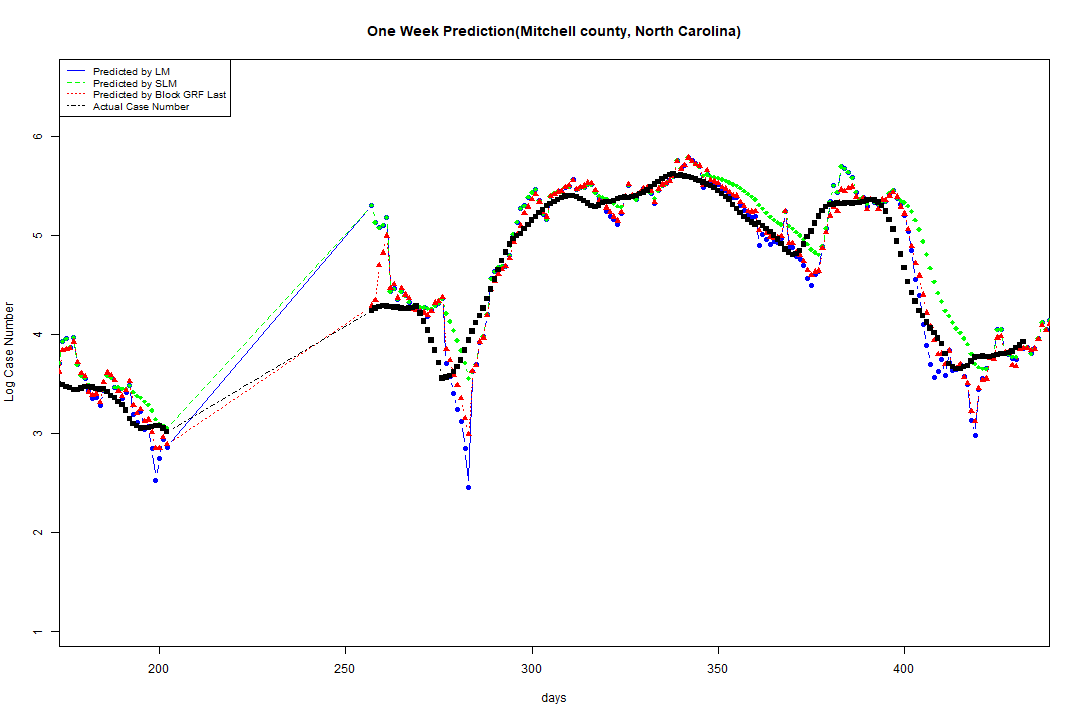 One Week Prediction(Mitchell county, North Carolina)
Predicted by LM
Predicted by SLM
Predicted by Block GRF Last
Actual Case Number
6
5
4
3
2
1
Log Case Number
200 250 300 350 400
days